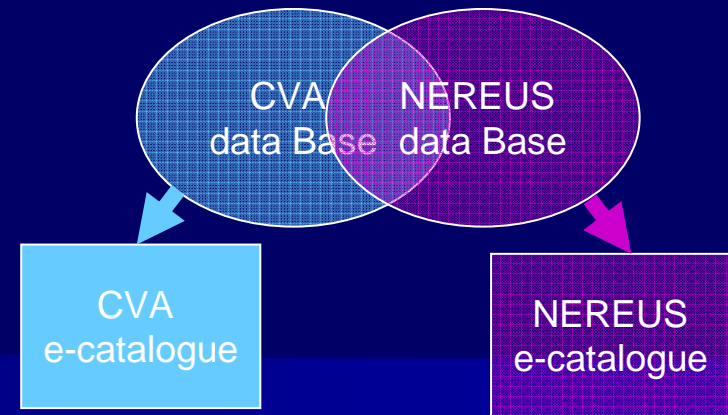 CVA
data Base
NEREUS
data Base
CVA
e-catalogue
NEREUS
e-catalogue